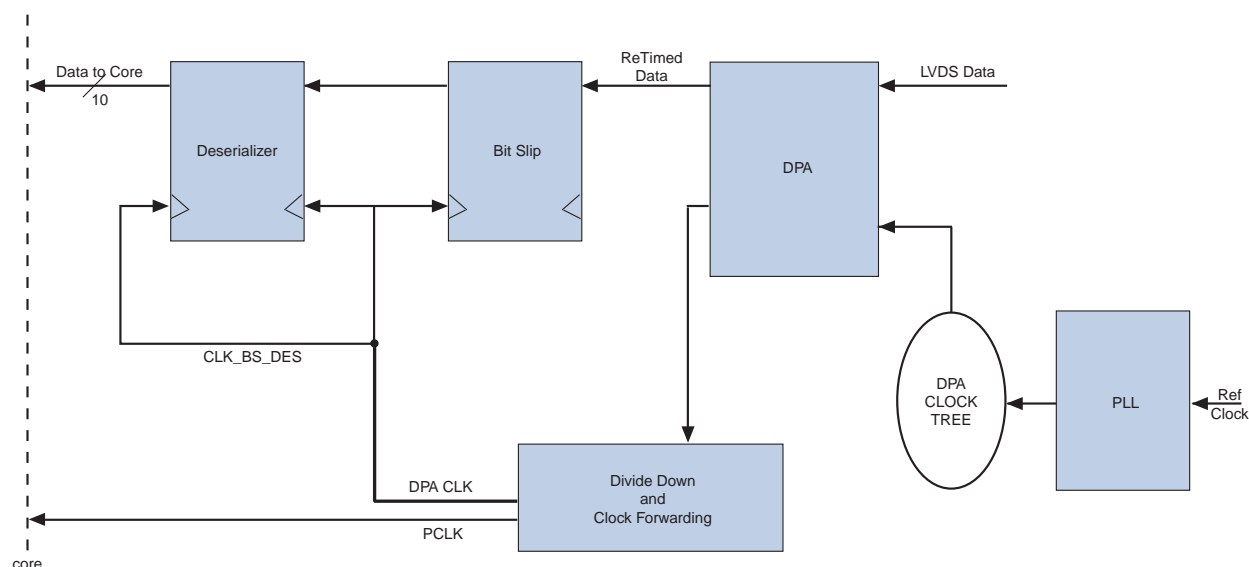 ReTimed
Data
LVDS Data
Data to Core
10
Deserializer
Bit Slip
DPA
CLK_BS_DES
DPA
CLOCK
TREE
PLL
Ref
Clock
DPA CLK
Divide Down
and
Clock Forwarding
PCLK
core